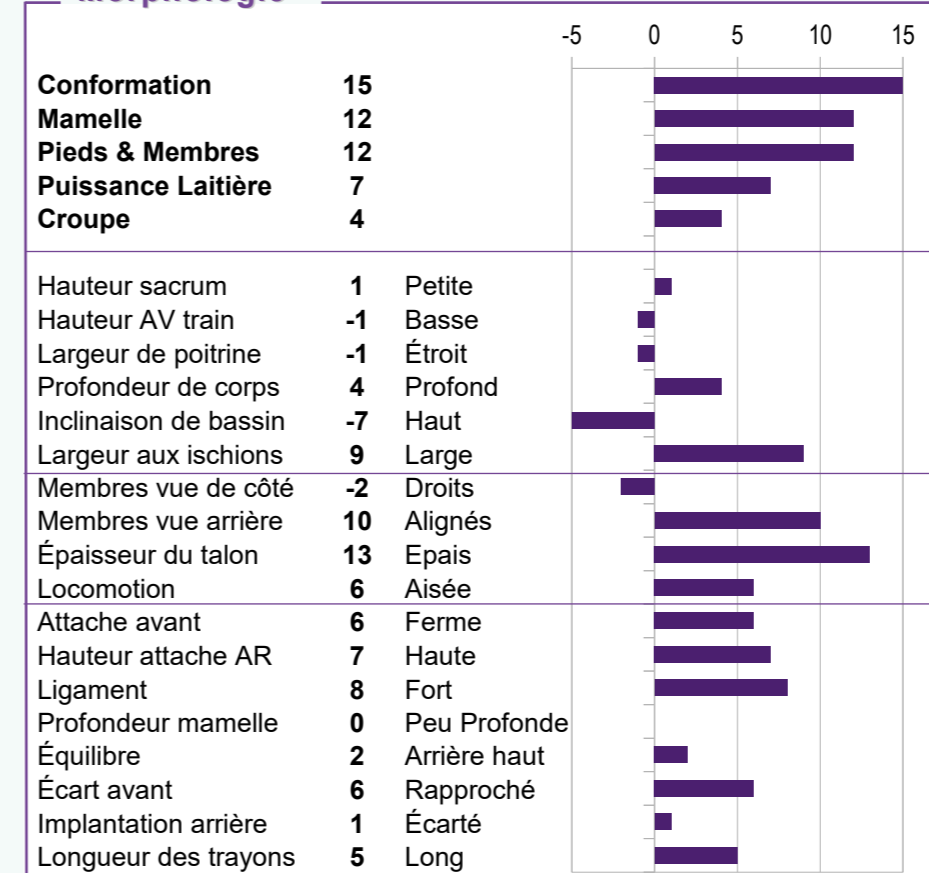 Morphologie
-5 0 5 10 15
Conformation 15
Mamelle 12
Pieds & Membres 12
Puissance Laitière 7
Croupe 4
Hauteur sacrum 1 Petite
Hauteur AV train -1 Basse
Largeur de poitrine -1 Étroit
Profondeur de corps 4 Profond
Inclinaison de bassin -7 Haut
Largeur aux ischions 9 Large
Membres vue de côté -2 Droits
Membres vue arrière 10 Alignés
Épaisseur du talon 13 Epais
Locomotion 6 Aisée
Attache avant 6 Ferme
Hauteur attache AR 7 Haute
Ligament 8 Fort
Profondeur mamelle 0 Peu Profonde
Équilibre 2 Arrière haut
Écart avant 6 Rapproché
Implantation arrière 1 Écarté
Longueur des trayons 5 Long